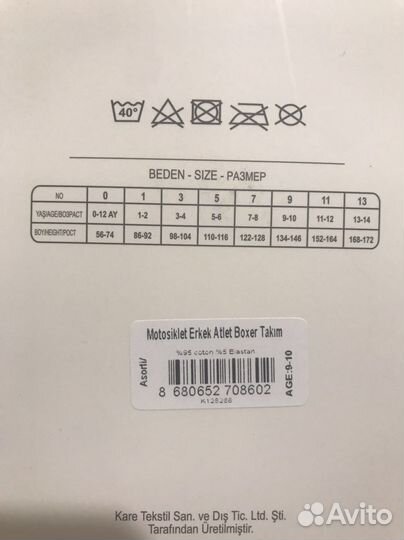 40°
BEDEN - SIZE - РАЗМЕР
NO 0 1 3 5 7 9 11 13
YAŞ/AGE/ВОЗРАСТ 0-12 AY 1-2 3-4 5-6 7-8 9-10 11-12 13-14
BOY/HEIGHT/РОСТ 56-74 86-92 98-104 110-116 122-128 134-146 152-164 168-172
Motosiklet Erkek Atlet Boxer Takım
%95 coton %5 Elastan
Asorti/
8 680652 708602
K128286
AGE:9-10
Kare Tekstil San. ve Dış Tic. Ltd. Şti.
Tarafından Üretilmiştir.
Avito